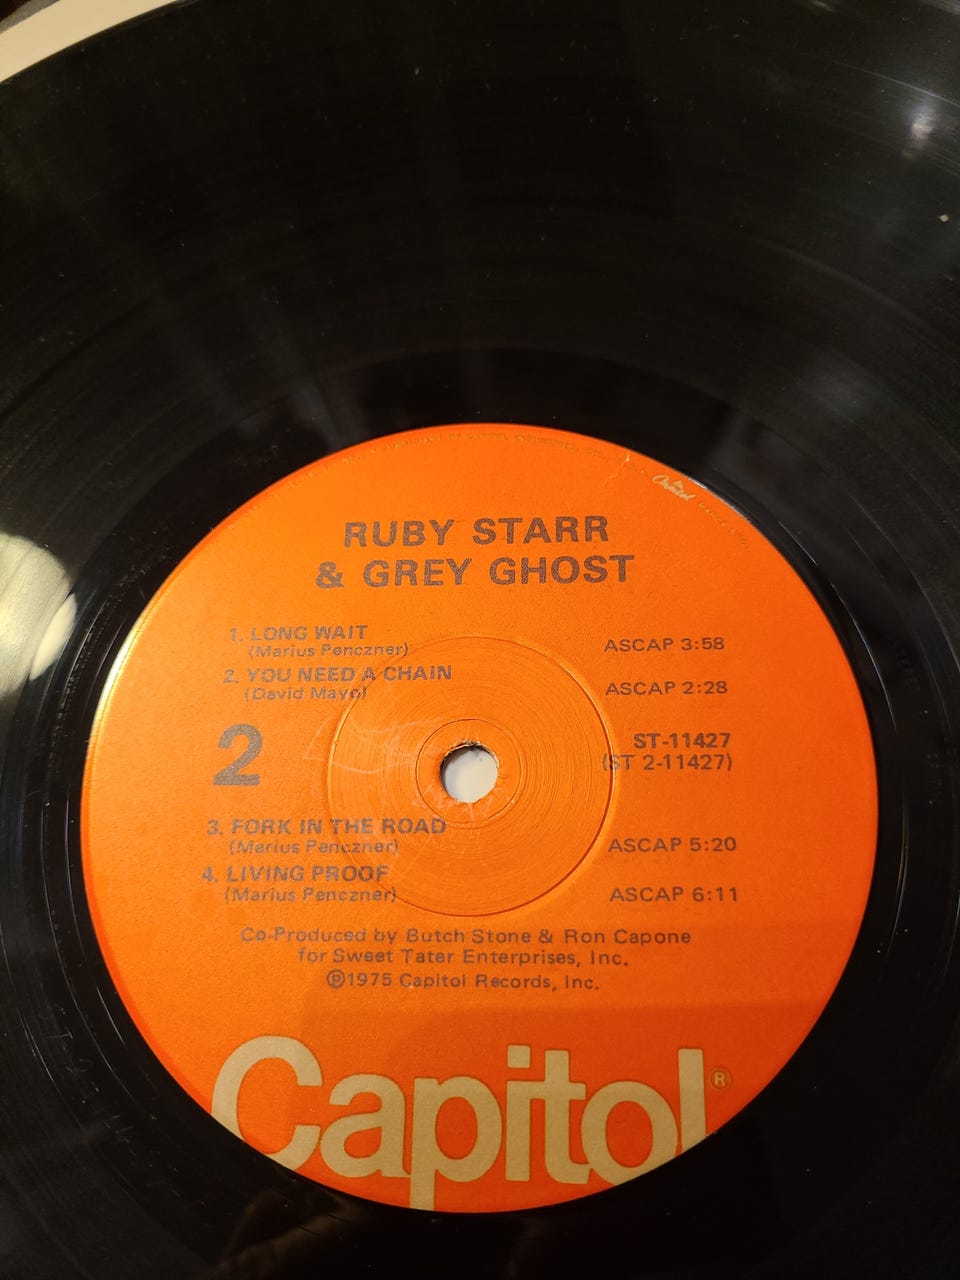 RUBY STARR
& GREY GHOST
1. LONG WAIT
(Marius Penczner)
ASCAP 3:58
2. YOU NEED A CHAIN
(David Mayo)
ASCAP 2:28
2
ST-11427
(ST 2-11427)
3. FORK IN THE ROAD
(Marius Penczner)
ASCAP 5:20
4. LIVING PROOF
(Marius Penczner)
ASCAP 6:11
Co-Produced by Butch Stone & Ron Capone
for Sweet Tater Enterprises, Inc.
℗1975 Capitol Records, Inc.
Capitol®
Capitol